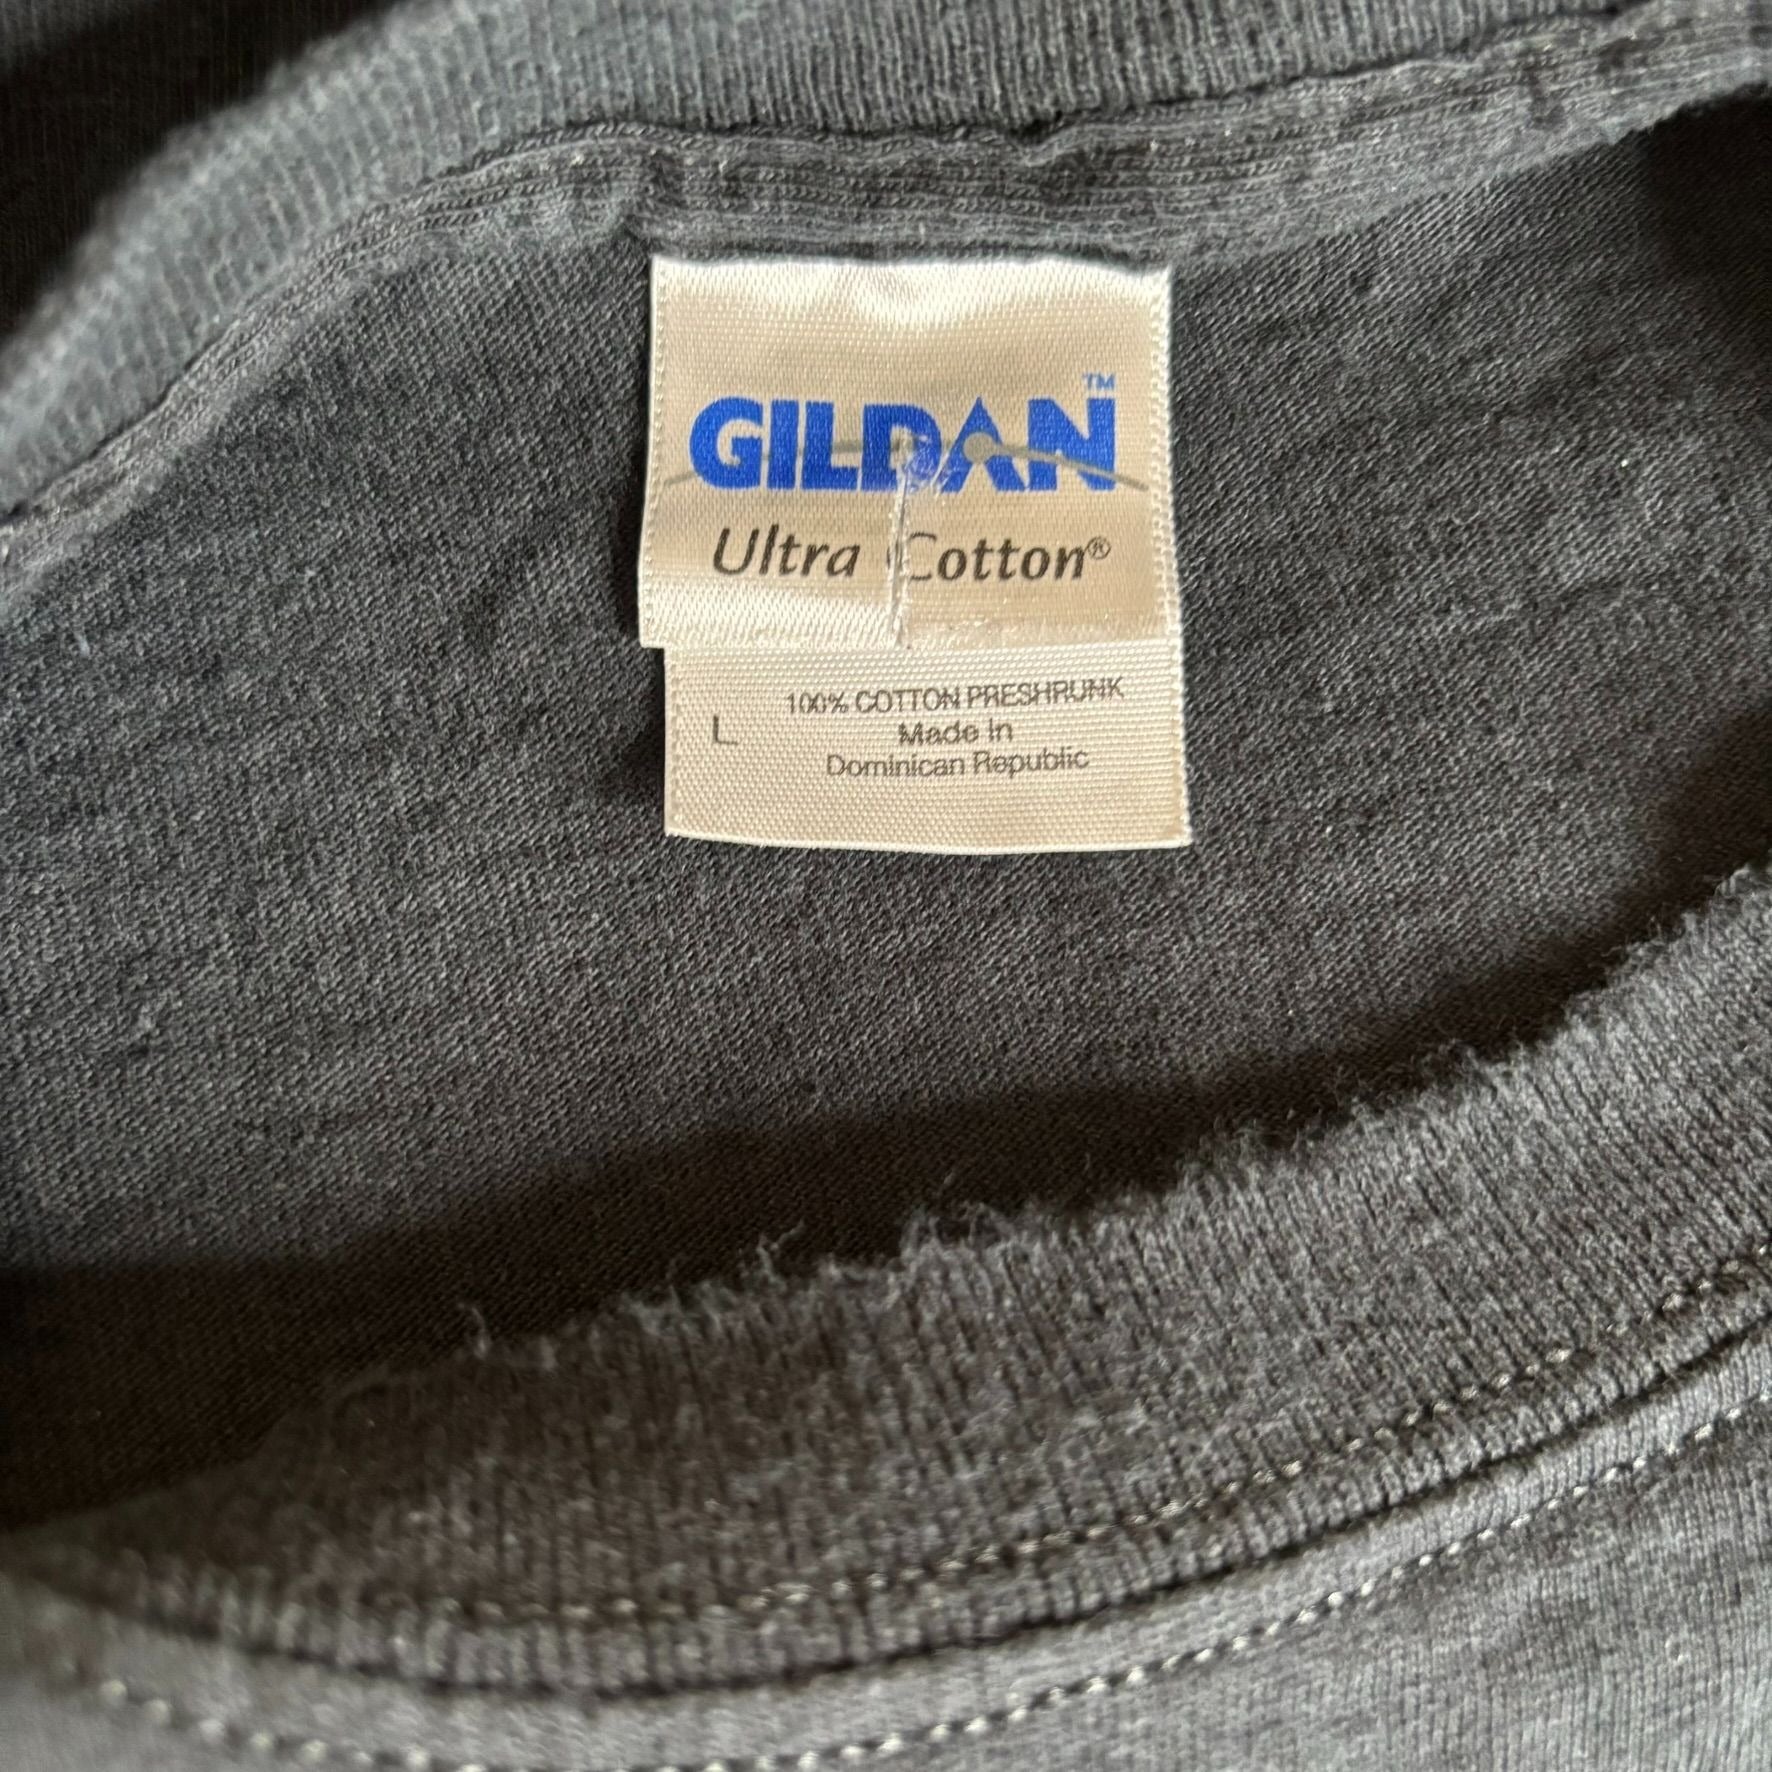 GILDAN™
Ultra Cotton®
L
100% COTTON PRESHRUNK
Made In
Dominican Republic